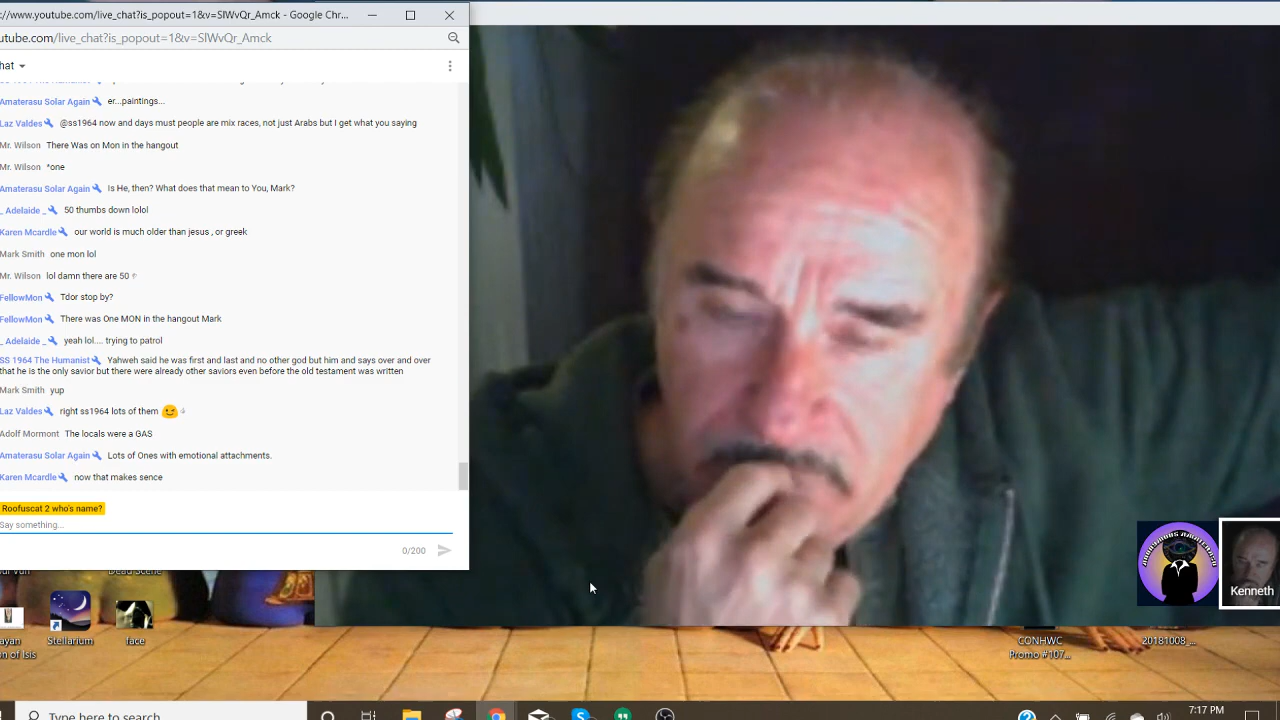 ://www.youtube.com/live_chat?is_popout=1&v=SlWvQr_Amck - Google Chr...
utube.com/live_chat?is_popout=1&v=SlWvQr_Amck
hat
Amaterasu Solar Again er...paintings...
Laz Valdes @ss1964 now and days must people are mix races, not just Arabs but I get what you saying
Mr. Wilson There Was on Mon in the hangout
Mr. Wilson *one
Amaterasu Solar Again Is He, then? What does that mean to You, Mark?
_ Adelaide _ 50 thumbs down lolol
Karen Mcardle our world is much older than jesus , or greek
Mark Smith one mon lol
Mr. Wilson lol damn there are 50
FellowMon Tdor stop by?
FellowMon There was One MON in the hangout Mark
_ Adelaide _ yeah lol.... trying to patrol
SS 1964 The Humanist Yahweh said he was first and last and no other god but him and says over and over
that he is the only savior but there were already other saviors even before the old testament was written
Mark Smith yup
Laz Valdes right ss1964 lots of them 😉
Adolf Mormont The locals were a GAS
Amaterasu Solar Again Lots of Ones with emotional attachments.
Karen Mcardle now that makes sence
Roofuscat 2 who's name?
Say something...
0/200
Kenneth
Dead Scene
ayan
on of Isis
Stellarium
face
CONHWC
Promo #107...
20181008_...
Type here to search
7:17 PM